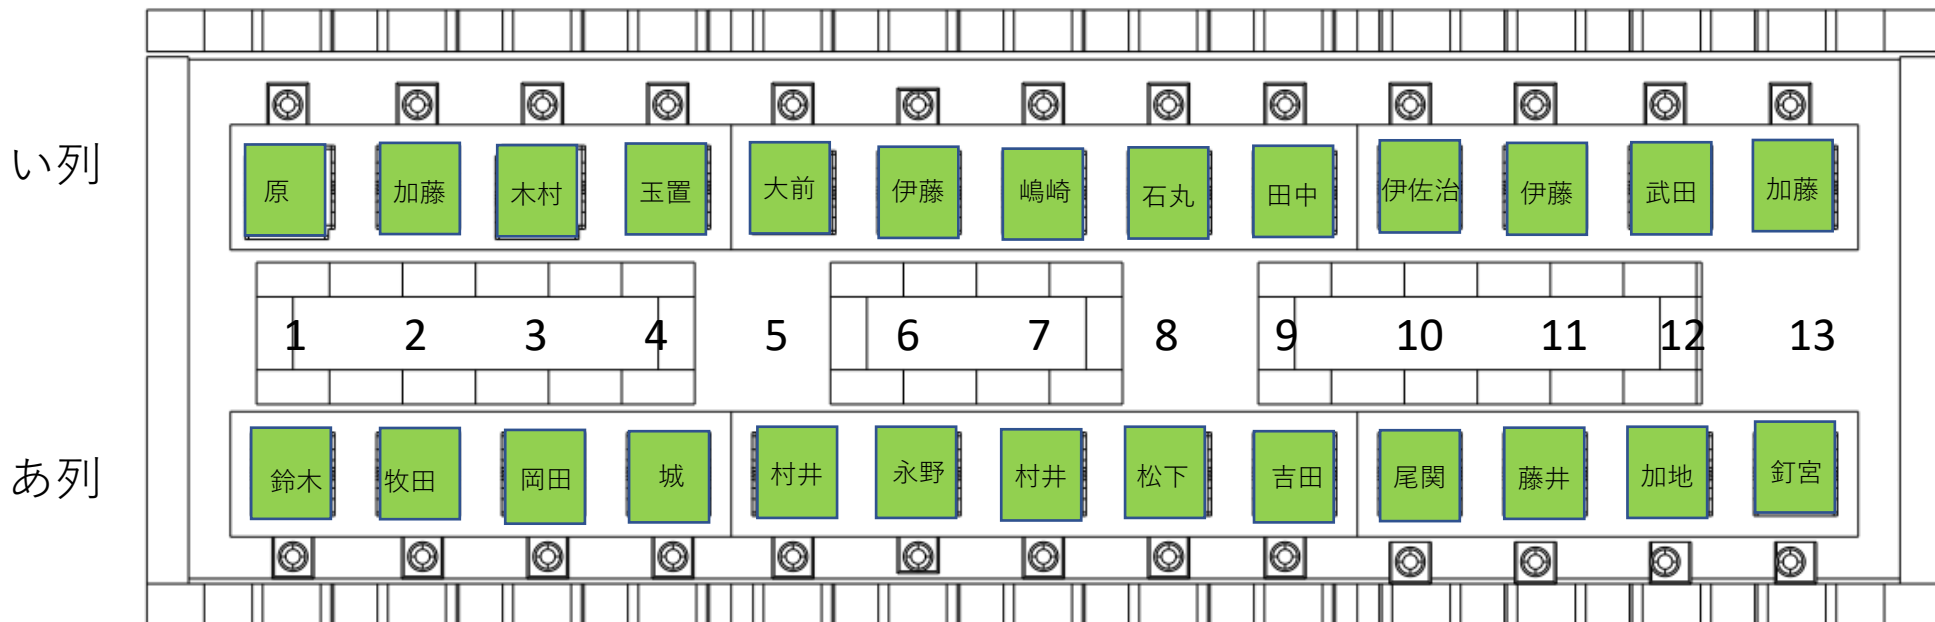 い列
原 加藤 木村 玉置 大前 伊藤 嶋崎 石丸 田中 伊佐治 伊藤 武田 加藤
1 2 3 4 5 6 7 8 9 10 11 12 13
あ列
鈴木 牧田 岡田 城 村井 永野 村井 松下 吉田 尾関 藤井 加地 釘宮